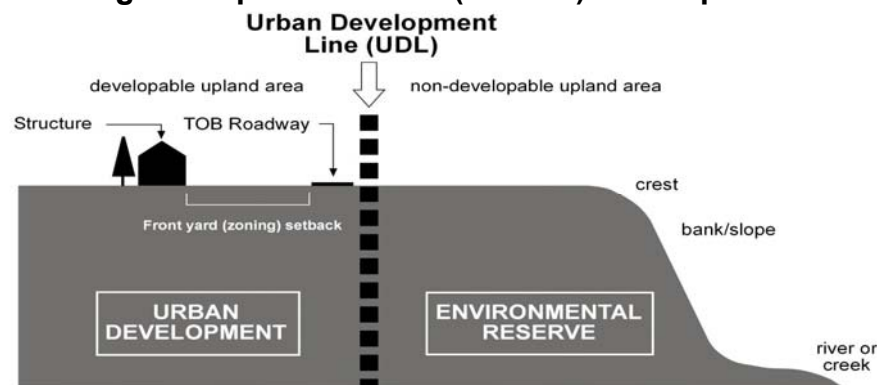 Urban Development
Line (UDL)
developable upland area
non-developable upland area
Structure
TOB Roadway
crest
Front yard (zoning) setback
bank/slope
URBAN
DEVELOPMENT
ENVIRONMENTAL
RESERVE
river or
creek